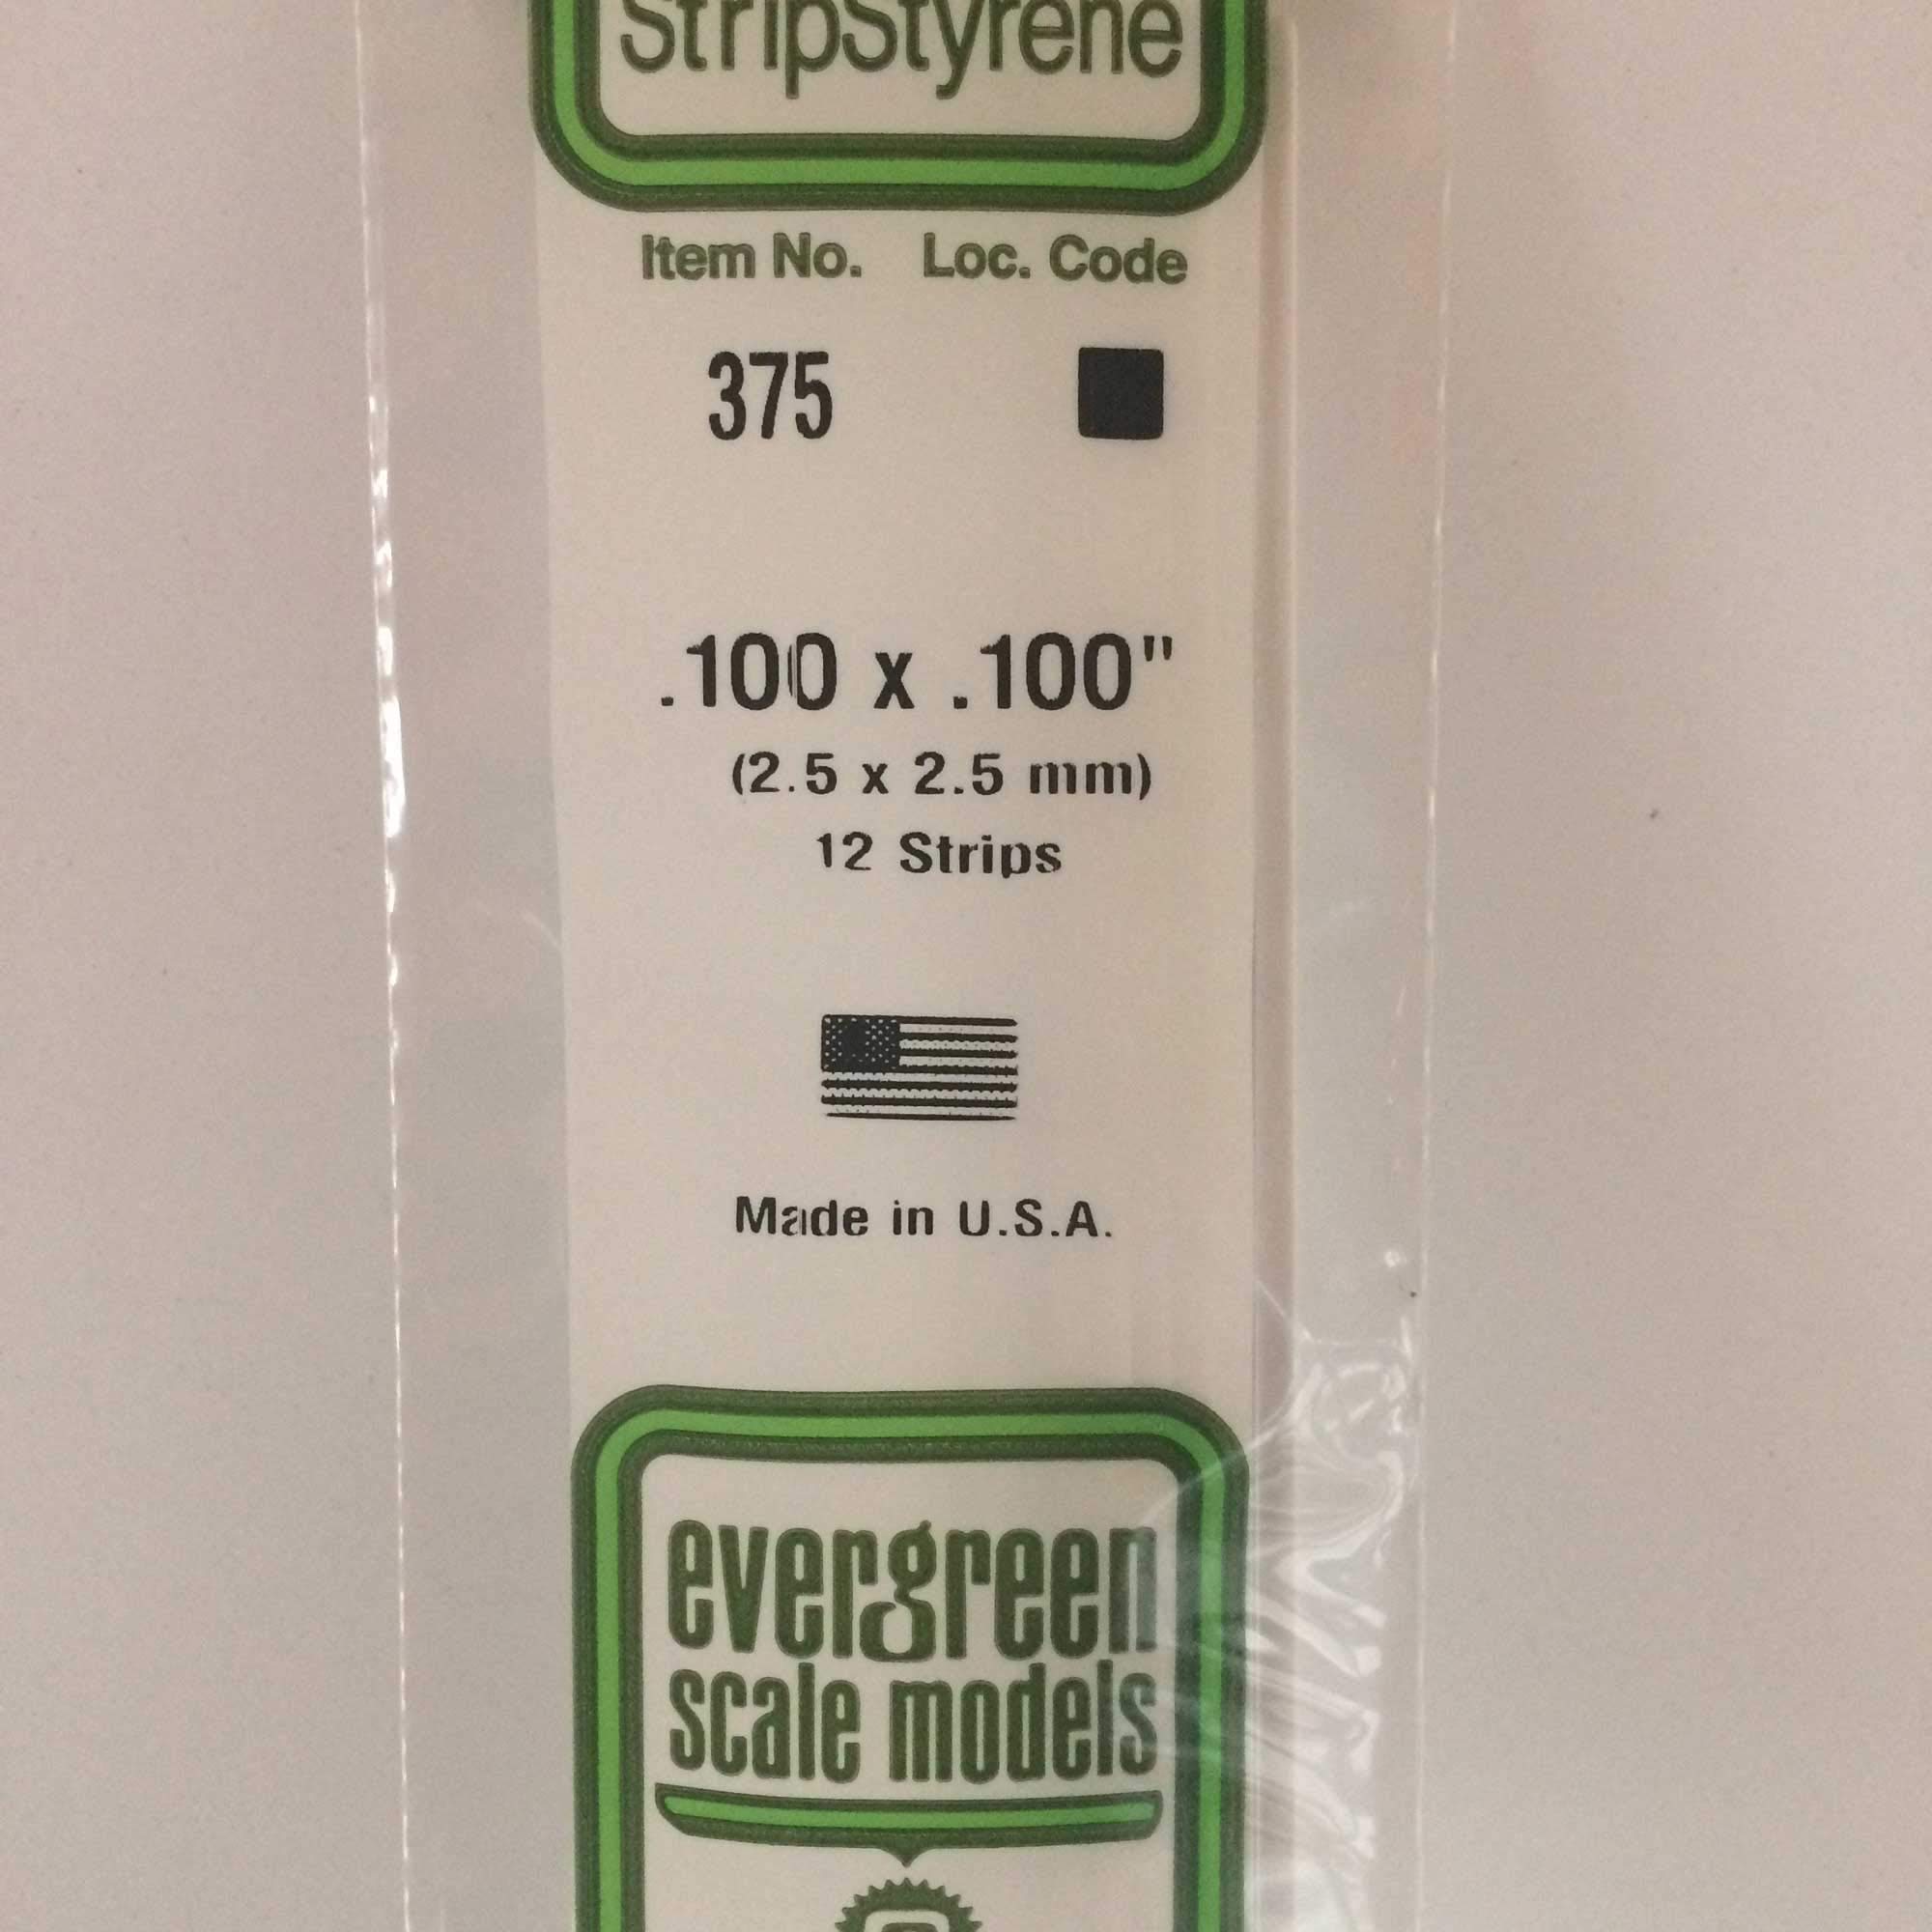 StripStyrene
Item No. Loc. Code
375
.100 x .100"
(2.5 x 2.5 mm)
12 Strips
Made in U.S.A.
evergreen
scale models